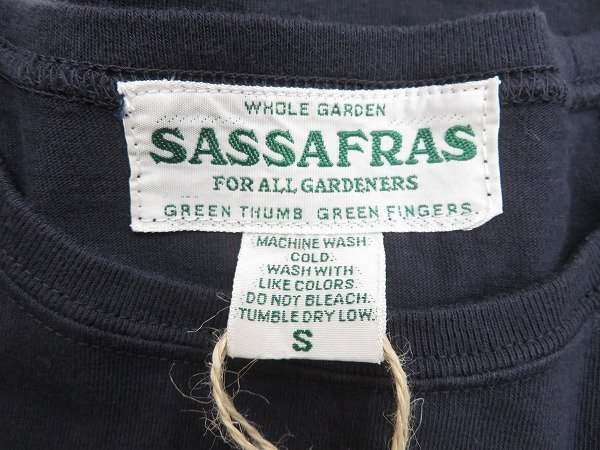 WHOLE GARDEN
SASSAFRAS
FOR ALL GARDENERS
GREEN THUMB GREEN FINGERS
MACHINE WASH
COLD.
WASH WITH
LIKE COLORS.
DO NOT BLEACH.
TUMBLE DRY LOW.
S